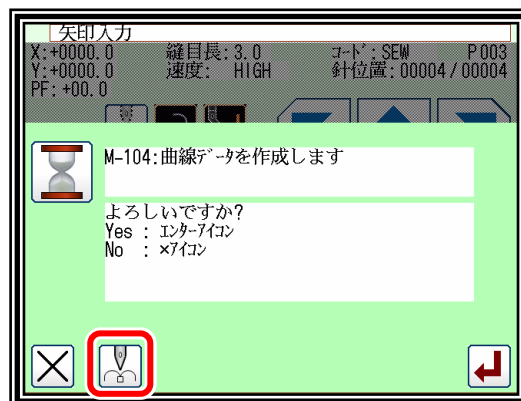 矢印入力
X:+0000.0 縫目長:3.0 コード:SEW P003
Y:+0000.0 速度: HIGH 針位置:00004/00004
PF:+00.0
M-104:曲線データを作成します
よろしいですか?
Yes : エンターアイコン
No : ×アイコン